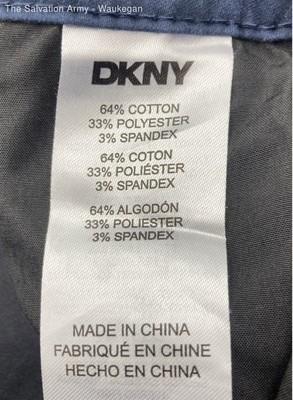 The Salvation Army - Waukegan
DKNY
64% COTTON
33% POLYESTER
3% SPANDEX
64% COTON
33% POLIÉSTER
3% SPANDEX
64% ALGODÓN
33% POLIESTER
3% SPANDEX
MADE IN CHINA
FABRIQUÉ EN CHINE
HECHO EN CHINA